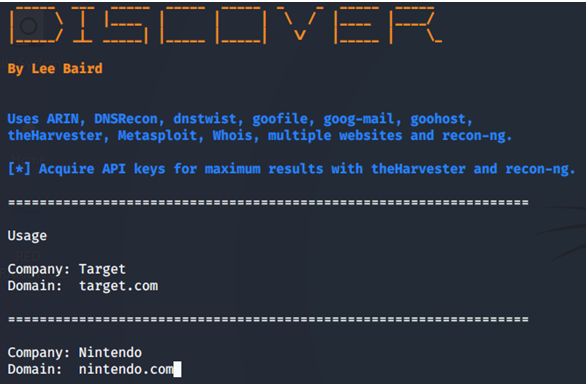 DISCOVER
By Lee Baird
Uses ARIN, DNSRecon, dnstwist, goofile, goog-mail, goohost,
theHarvester, Metasploit, Whois, multiple websites and recon-ng.
[*] Acquire API keys for maximum results with theHarvester and recon-ng.
==================================================================
Usage
Company: Target
Domain:  target.com
==================================================================
Company: Nintendo
Domain:  nintendo.com